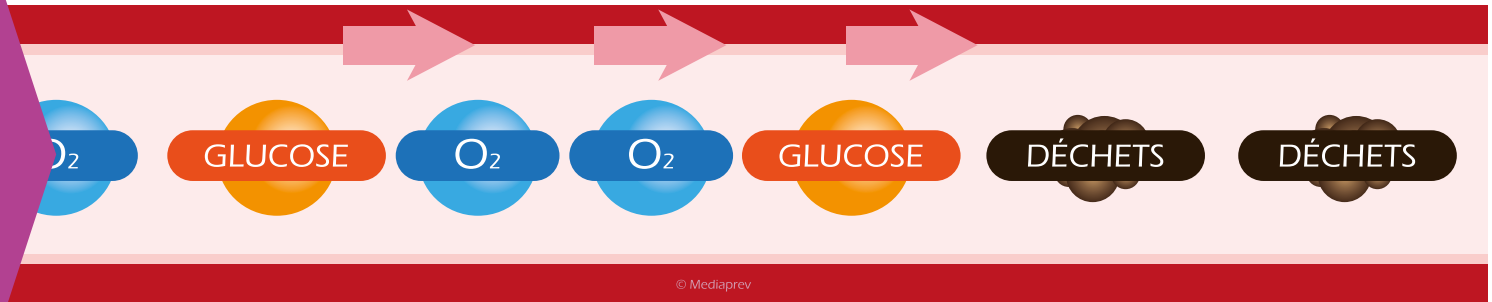 O2
GLUCOSE
O2
O2
GLUCOSE
DÉCHETS
DÉCHETS
© Mediaprev